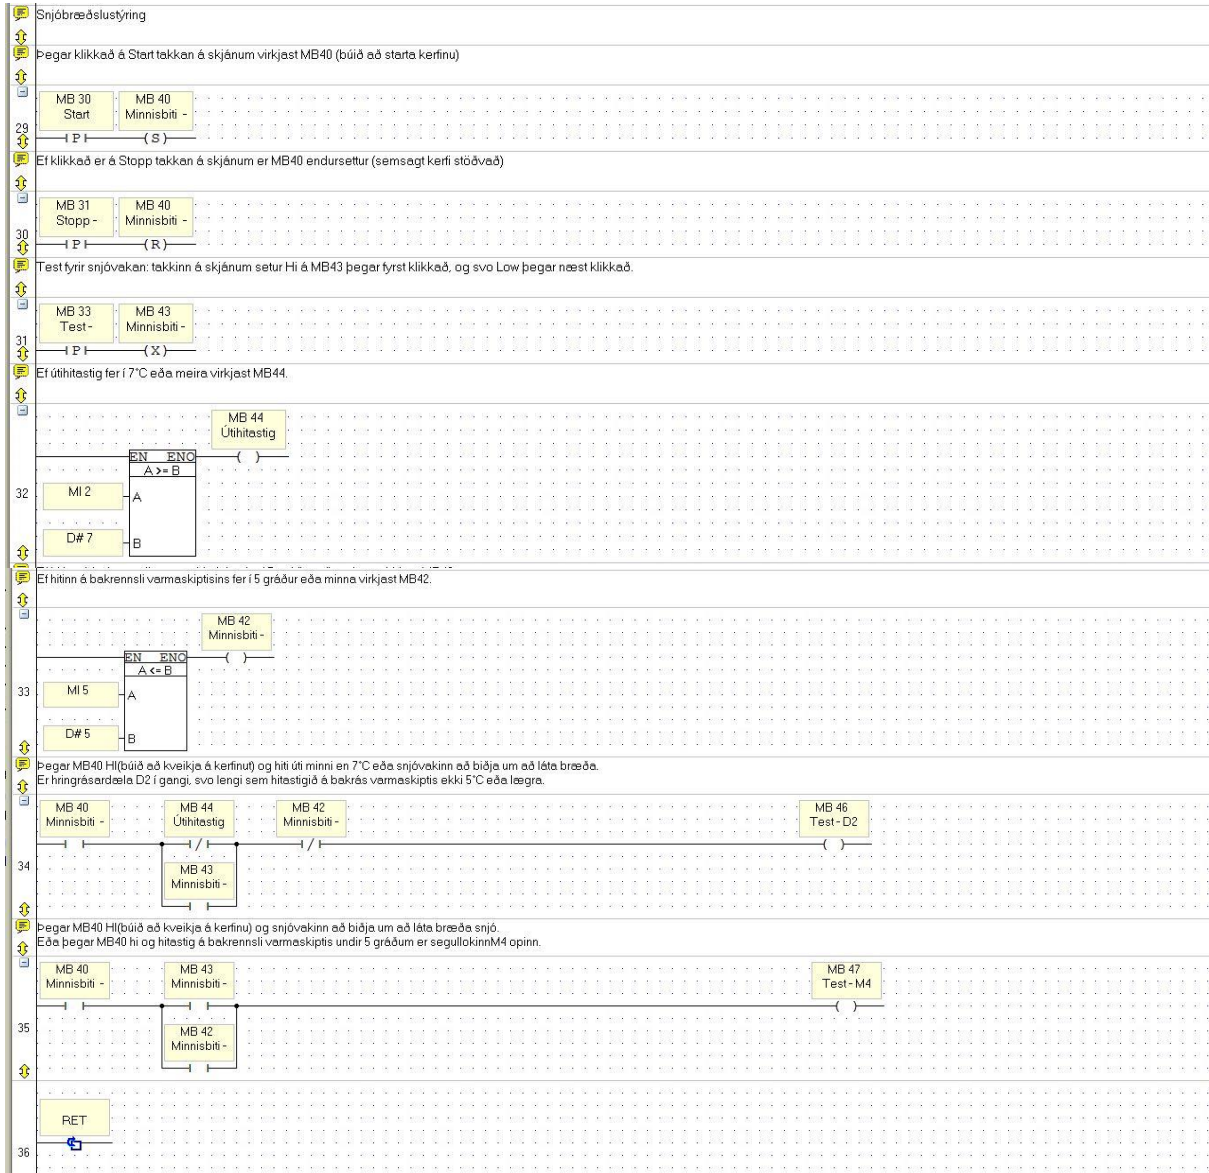 Snjóbræðslustýring
Þegar klikkað á Start takkan á skjánum virkjast MB40 (búið að starta kerfinu)
MB 30 MB 40
Start Minnisbiti -
29
P (S)
Ef klikkað er á Stopp takkan á skjánum er MB40 endursettur (semsagt kerfi stöðvað)
MB 31 MB 40
Stopp - Minnisbiti -
30
P (R)
Test fyrir snjóvakan: takkinn á skjánum setur Hi á MB43 þegar fyrst klikkað, og svo Low þegar næst klikkað.
MB 33 MB 43
Test - Minnisbiti -
31
P (X)
Ef útihitastig fer í 7°C eða meira virkjast MB44.
MB 44
Útihitastig
EN ENO
A >= B
32 MI 2 A
D# 7 B
Ef hitinn á bakrennsli varmaskiptisins fer í 5 gráður eða minna virkjast MB42.
MB 42
Minnisbiti -
EN ENO
A <= B
33 MI 5 A
D# 5 B
Þegar MB40 HI(búið að kveikja á kerfinut) og hiti úti minni en 7°C eða snjóvakinn að biðja um að láta bræða.
Er hringrásardæla D2 í gangi, svo lengi sem hitastigið á bakrás varmaskiptis ekki 5°C eða lægra.
MB 40 MB 44 MB 42 MB 46
Minnisbiti - Útihitastig Minnisbiti - Test - D2
34
MB 43
Minnisbiti -
Þegar MB40 HI(búið að kveikja á kerfinu) og snjóvakinn að biðja um að láta bræða snjó.
Eða þegar MB40 hi og hitastig á bakrennsli varmaskiptis undir 5 gráðum er segullokinnM4 opinn.
MB 40 MB 43 MB 47
Minnisbiti - Minnisbiti - Test - M4
35
MB 42
Minnisbiti -
RET
36